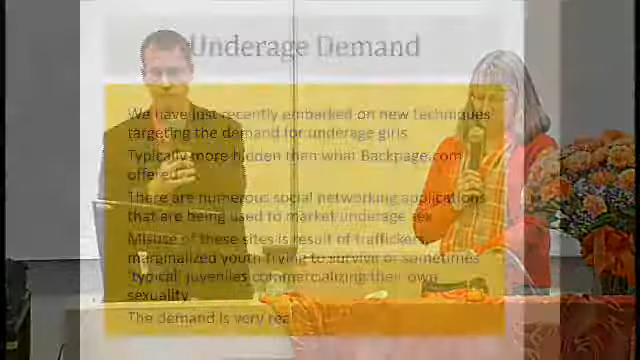 Underage Demand
We have just recently embarked on new techniques
targeting the demand for underage girls
Typically more hidden than what Backpage.com
offered
There are numerous social networking applications
that are being used to market underage sex
Misuse of these sites is result of traffickers,
marginalized youth trying to survive or sometimes
'typical' juveniles commercializing their own
sexuality
The demand is very real